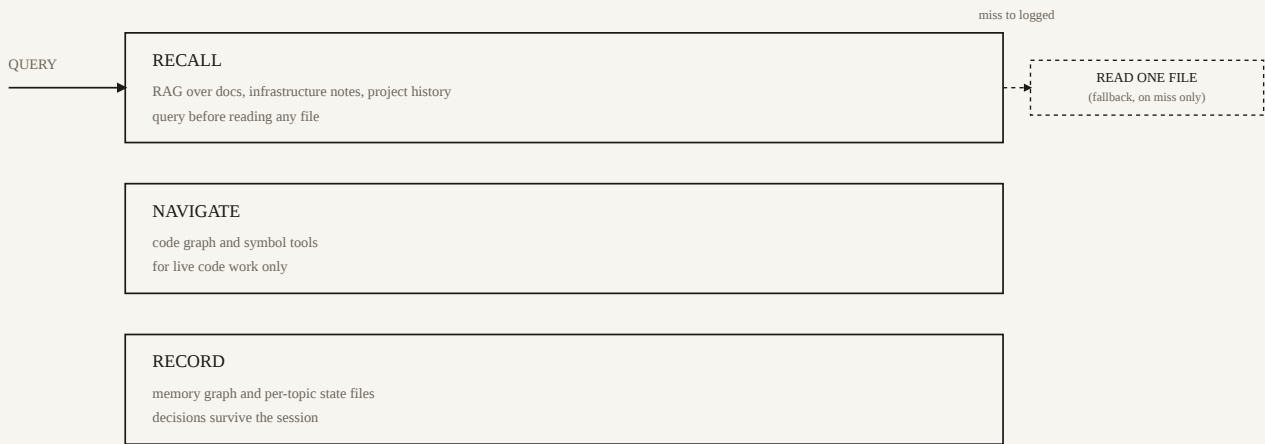 miss to logged
QUERY
RECALL
RAG over docs, infrastructure notes, project history
query before reading any file
READ ONE FILE
(fallback, on miss only)
NAVIGATE
code graph and symbol tools
for live code work only
RECORD
memory graph and per-topic state files
decisions survive the session